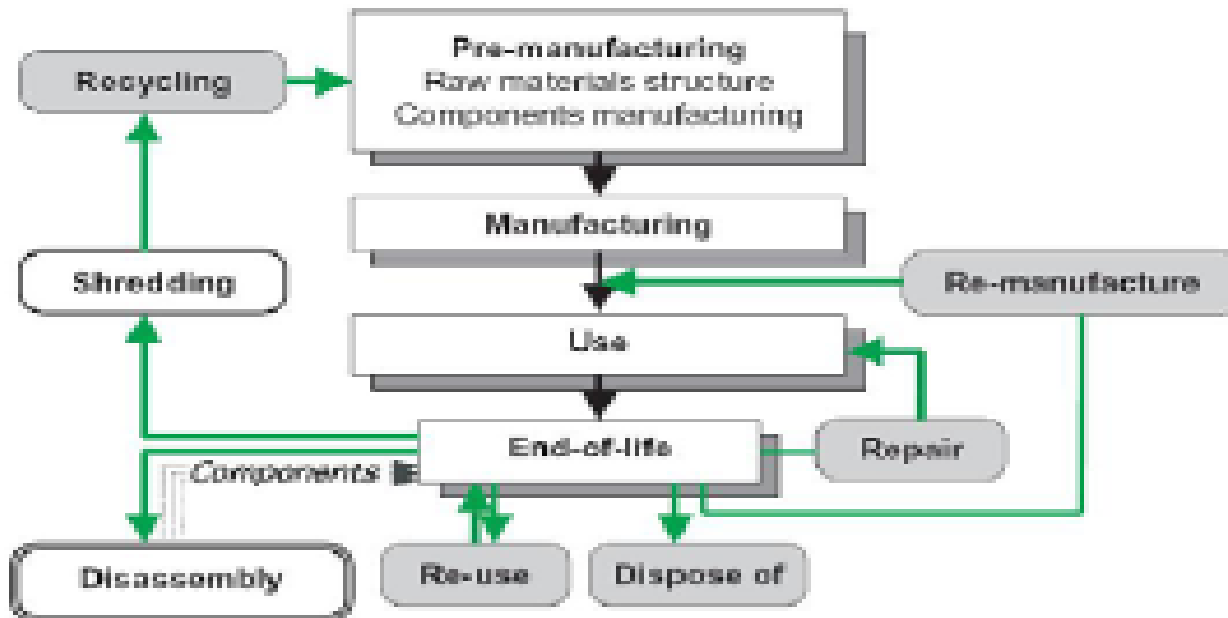 Pre-manufacturing
Raw materials structure
Components manufacturing
Recycling
Manufacturing
Shredding
Re-manufacture
Use
End-of-life
Repair
Components
Disassembly
Re-use
Dispose of